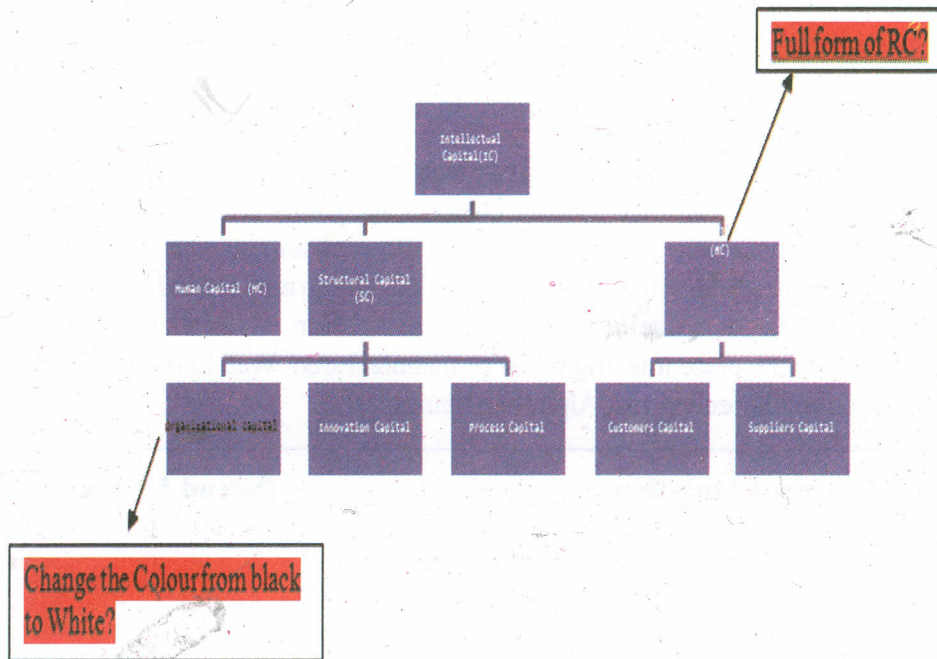 Full form of RC?
Intellectual
Capital(IC)
Human Capital (HC)
Structural Capital
(SC)
(RC)
Organizational Capital
Innovation Capital
Process Capital
Customers Capital
Suppliers Capital
Change the Colour from black
to White?